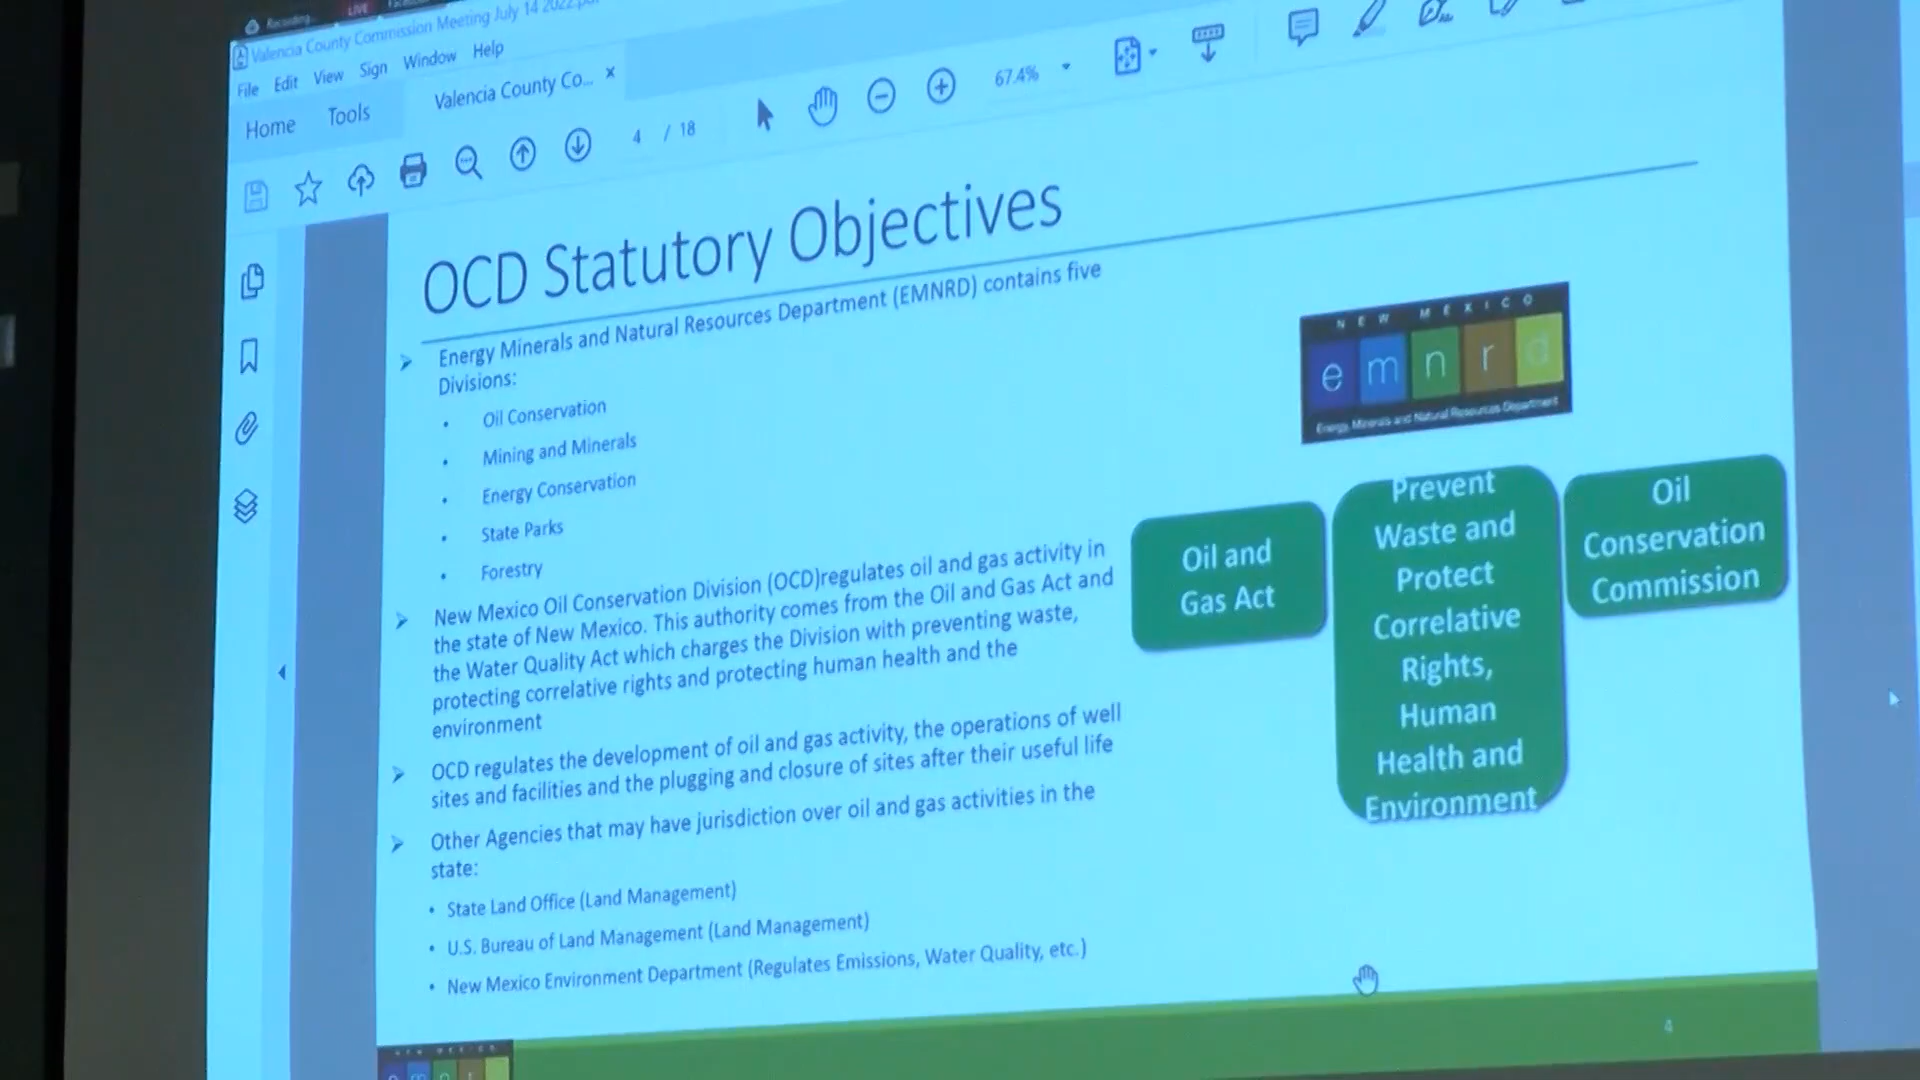 Recording...
LIVE
Valencia County Commission Meeting July 14 2022.pdf
File Edit View Sign Window Help
Home Tools Valencia County Co... x
4 / 18 67.4%
OCD Statutory Objectives
Energy Minerals and Natural Resources Department (EMNRD) contains five
Divisions:
• Oil Conservation
• Mining and Minerals
• Energy Conservation
• State Parks
• Forestry
New Mexico Oil Conservation Division (OCD)regulates oil and gas activity in
the state of New Mexico. This authority comes from the Oil and Gas Act and
the Water Quality Act which charges the Division with preventing waste,
protecting correlative rights and protecting human health and the
environment
OCD regulates the development of oil and gas activity, the operations of well
sites and facilities and the plugging and closure of sites after their useful life
Other Agencies that may have jurisdiction over oil and gas activities in the
state:
• State Land Office (Land Management)
• U.S. Bureau of Land Management (Land Management)
• New Mexico Environment Department (Regulates Emissions, Water Quality, etc.)
NEW MEXICO
e m n r d
Energy, Minerals and Natural Resources Department
Oil and
Gas Act
Prevent
Waste and
Protect
Correlative
Rights,
Human
Health and
Environment
Oil
Conservation
Commission
4